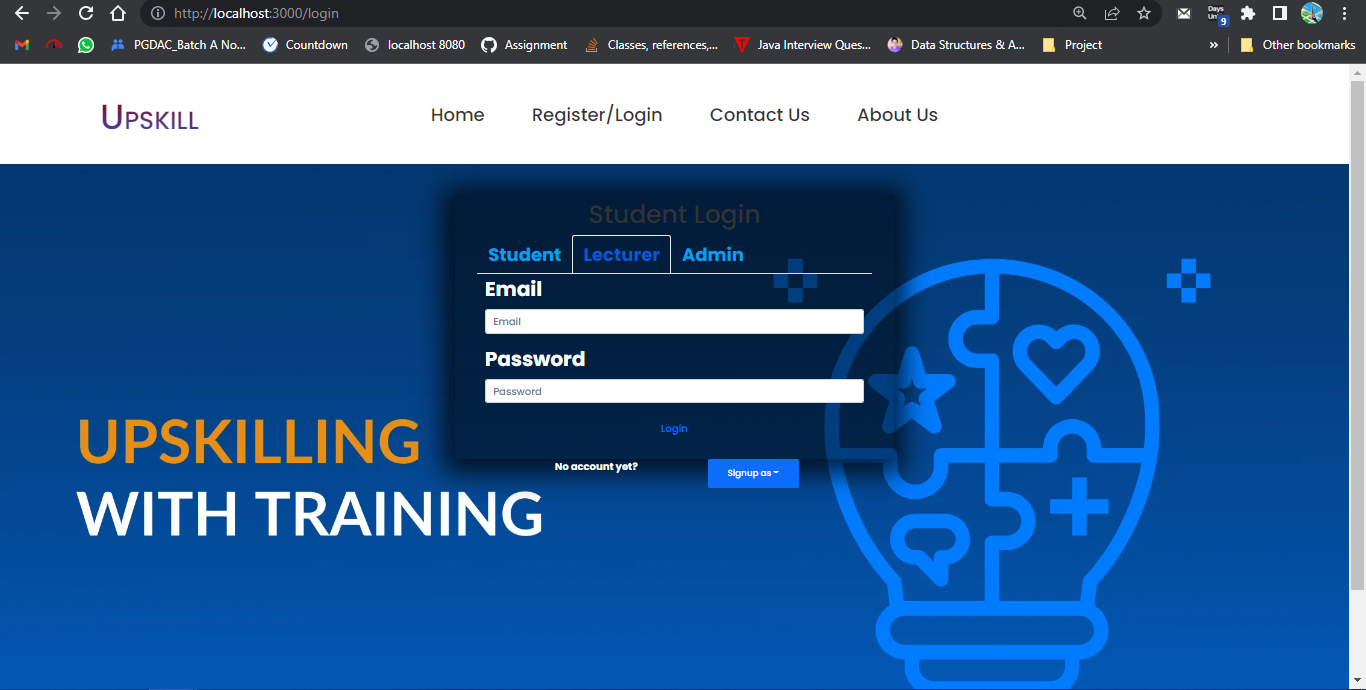 http://localhost:3000/login
Days
9
PGDAC_Batch A No... Countdown localhost 8080 Assignment Classes, references,... Java Interview Ques... Data Structures & A... Project » Other bookmarks
UPSKILL Home Register/Login Contact Us About Us
Student Login
Student Lecturer Admin
Email
Email
Password
Password
Login
No account yet? Signup as
UPSKILLING
WITH TRAINING